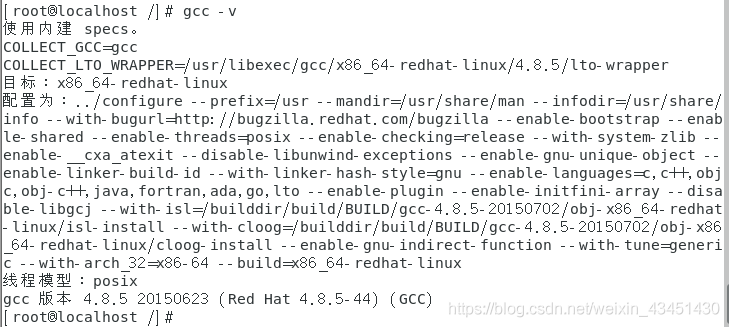 [root@localhost /]# gcc -v
使用内建 specs。
COLLECT_GCC=gcc
COLLECT_LTO_WRAPPER=/usr/libexec/gcc/x86_64-redhat-linux/4.8.5/lto-wrapper
目标：x86_64-redhat-linux
配置为：../configure --prefix=/usr --mandir=/usr/share/man --infodir=/usr/share/
info --with-bugurl=http://bugzilla.redhat.com/bugzilla --enable-bootstrap --enab
le-shared --enable-threads=posix --enable-checking=release --with-system-zlib --
enable-__cxa_atexit --disable-libunwind-exceptions --enable-gnu-unique-object --
enable-linker-build-id --with-linker-hash-style=gnu --enable-languages=c,c++,obj
c,obj-c++,java,fortran,ada,go,lto --enable-plugin --enable-initfini-array --disa
ble-libgcj --with-isl=/builddir/build/BUILD/gcc-4.8.5-20150702/obj-x86_64-redhat
-linux/isl-install --with-cloog=/builddir/build/BUILD/gcc-4.8.5-20150702/obj-x86
_64-redhat-linux/cloog-install --enable-gnu-indirect-function --with-tune=generi
c --with-arch_32=x86-64 --build=x86_64-redhat-linux
线程模型：posix
gcc 版本 4.8.5 20150623 (Red Hat 4.8.5-44) (GCC)
[root@localhost /]#
https://blog.csdn.net/weixin_43451430